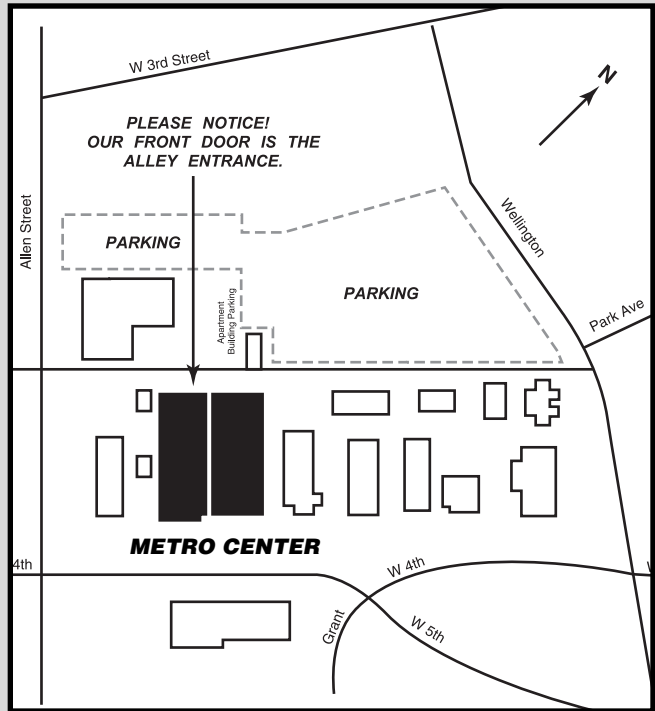 W 3rd Street
N
PLEASE NOTICE!
OUR FRONT DOOR IS THE
ALLEY ENTRANCE.
Allen Street
Wellington
PARKING
PARKING
Apartment
Building Parking
Park Ave
METRO CENTER
4th
W 4th
Grant
W 5th